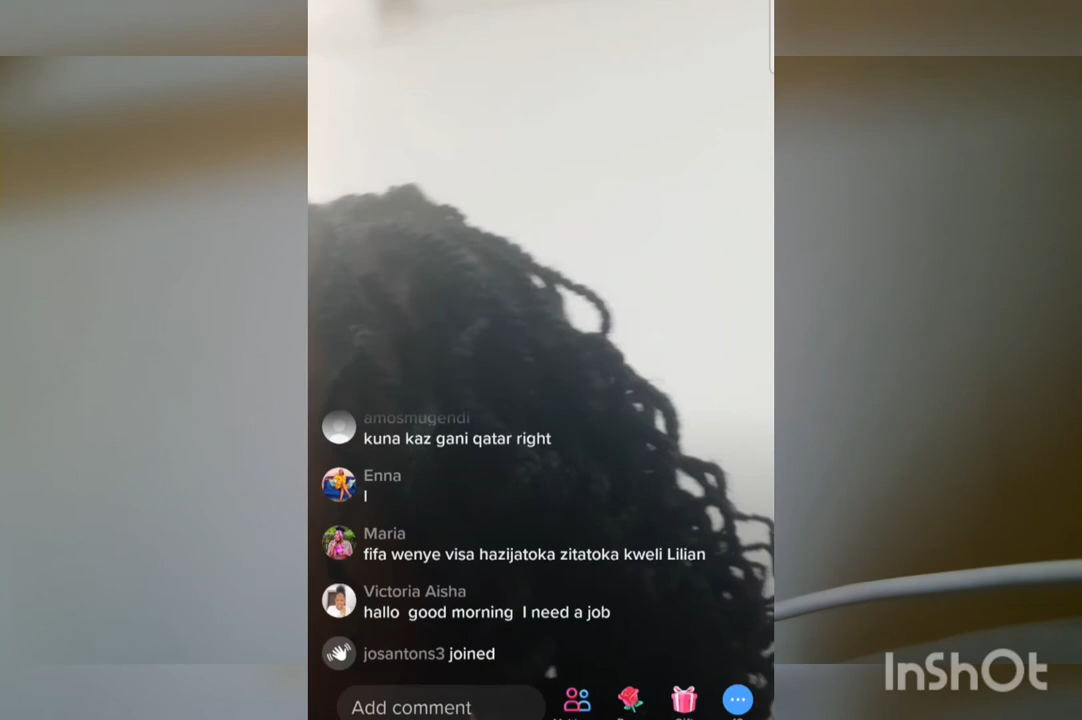 amosmugendi
kuna kaz gani qatar right
Enna
I
Maria
fifa wenye visa hazijatoka zitatoka kweli Lilian
Victoria Aisha
hallo good morning I need a job
josantons3 joined
Add comment
InShOt